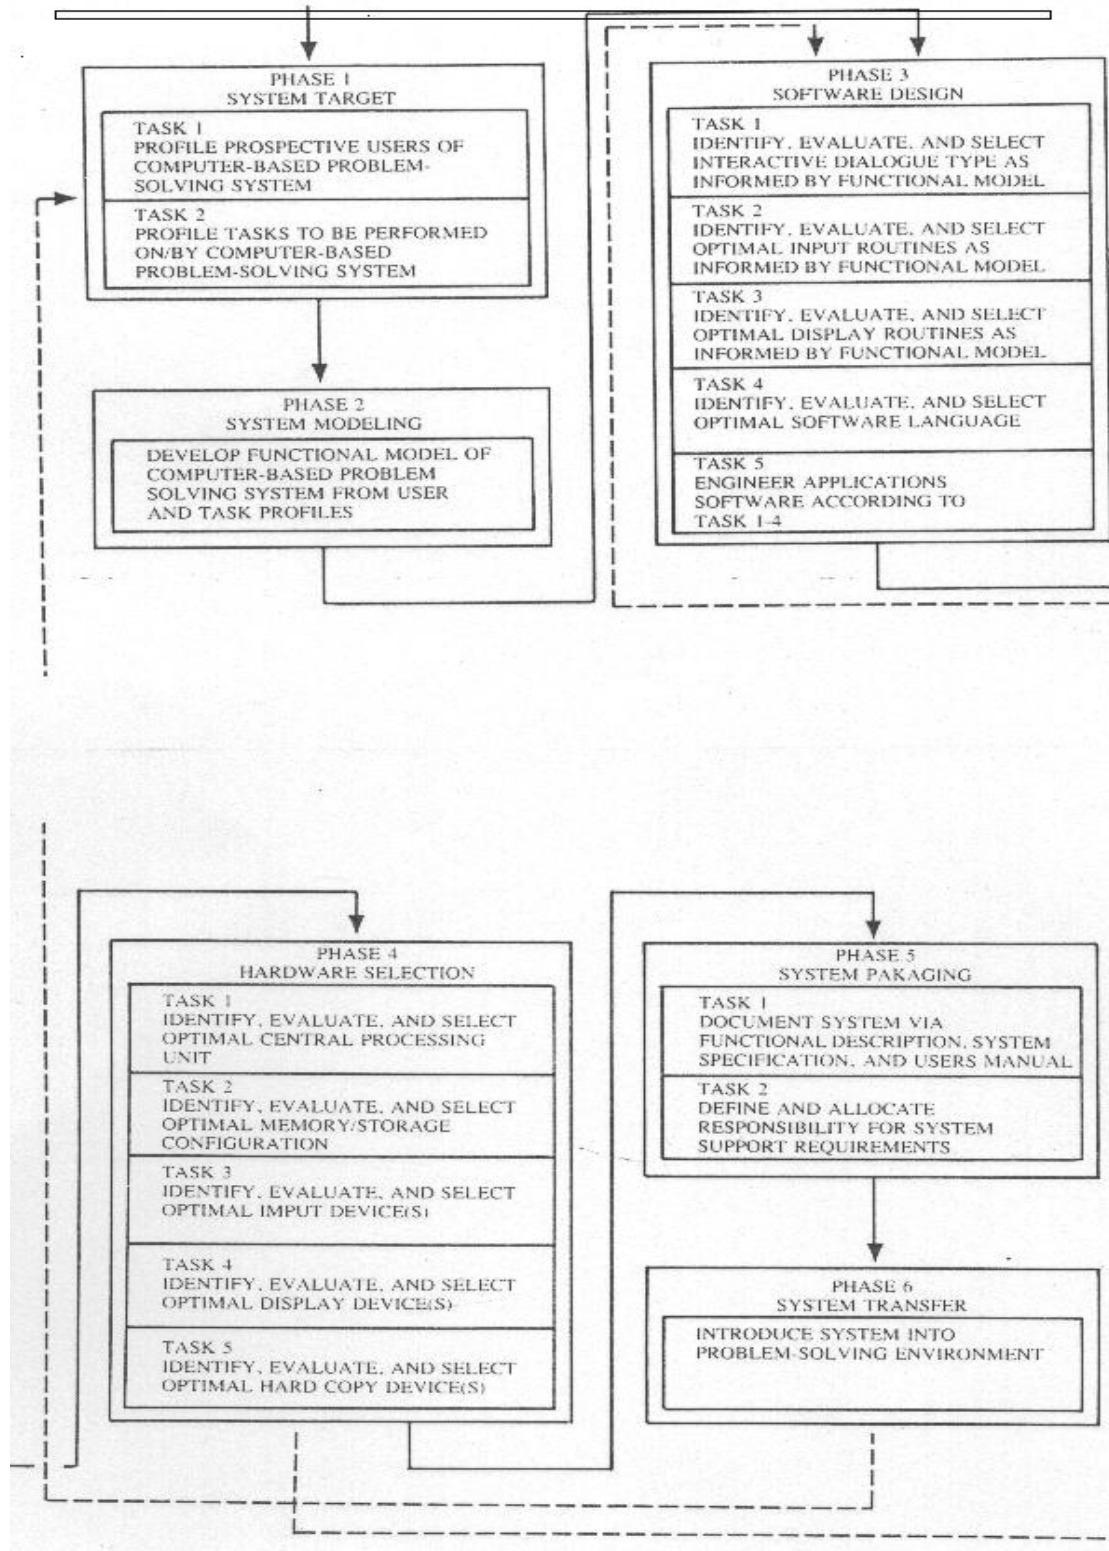 PHASE 1
SYSTEM TARGET
TASK 1
PROFILE PROSPECTIVE USERS OF
COMPUTER-BASED PROBLEM-
SOLVING SYSTEM
TASK 2
PROFILE TASKS TO BE PERFORMED
ON/BY COMPUTER-BASED
PROBLEM-SOLVING SYSTEM
PHASE 2
SYSTEM MODELING
DEVELOP FUNCTIONAL MODEL OF
COMPUTER-BASED PROBLEM
SOLVING SYSTEM FROM USER
AND TASK PROFILES
PHASE 3
SOFTWARE DESIGN
TASK 1
IDENTIFY, EVALUATE, AND SELECT
INTERACTIVE DIALOGUE TYPE AS
INFORMED BY FUNCTIONAL MODEL
TASK 2
IDENTIFY, EVALUATE, AND SELECT
OPTIMAL INPUT ROUTINES AS
INFORMED BY FUNCTIONAL MODEL
TASK 3
IDENTIFY, EVALUATE, AND SELECT
OPTIMAL DISPLAY ROUTINES AS
INFORMED BY FUNCTIONAL MODEL
TASK 4
IDENTIFY, EVALUATE, AND SELECT
OPTIMAL SOFTWARE LANGUAGE
TASK 5
ENGINEER APPLICATIONS
SOFTWARE ACCORDING TO
TASK 1-4
PHASE 4
HARDWARE SELECTION
TASK 1
IDENTIFY, EVALUATE, AND SELECT
OPTIMAL CENTRAL PROCESSING
UNIT
TASK 2
IDENTIFY, EVALUATE, AND SELECT
OPTIMAL MEMORY/STORAGE
CONFIGURATION
TASK 3
IDENTIFY, EVALUATE, AND SELECT
OPTIMAL IMPUT DEVICE(S)
TASK 4
IDENTIFY, EVALUATE, AND SELECT
OPTIMAL DISPLAY DEVICE(S)
TASK 5
IDENTIFY, EVALUATE, AND SELECT
OPTIMAL HARD COPY DEVICE(S)
PHASE 5
SYSTEM PAKAGING
TASK 1
DOCUMENT SYSTEM VIA
FUNCTIONAL DESCRIPTION, SYSTEM
SPECIFICATION, AND USERS MANUAL
TASK 2
DEFINE AND ALLOCATE
RESPONSIBILITY FOR SYSTEM
SUPPORT REQUIREMENTS
PHASE 6
SYSTEM TRANSFER
INTRODUCE SYSTEM INTO
PROBLEM-SOLVING ENVIRONMENT